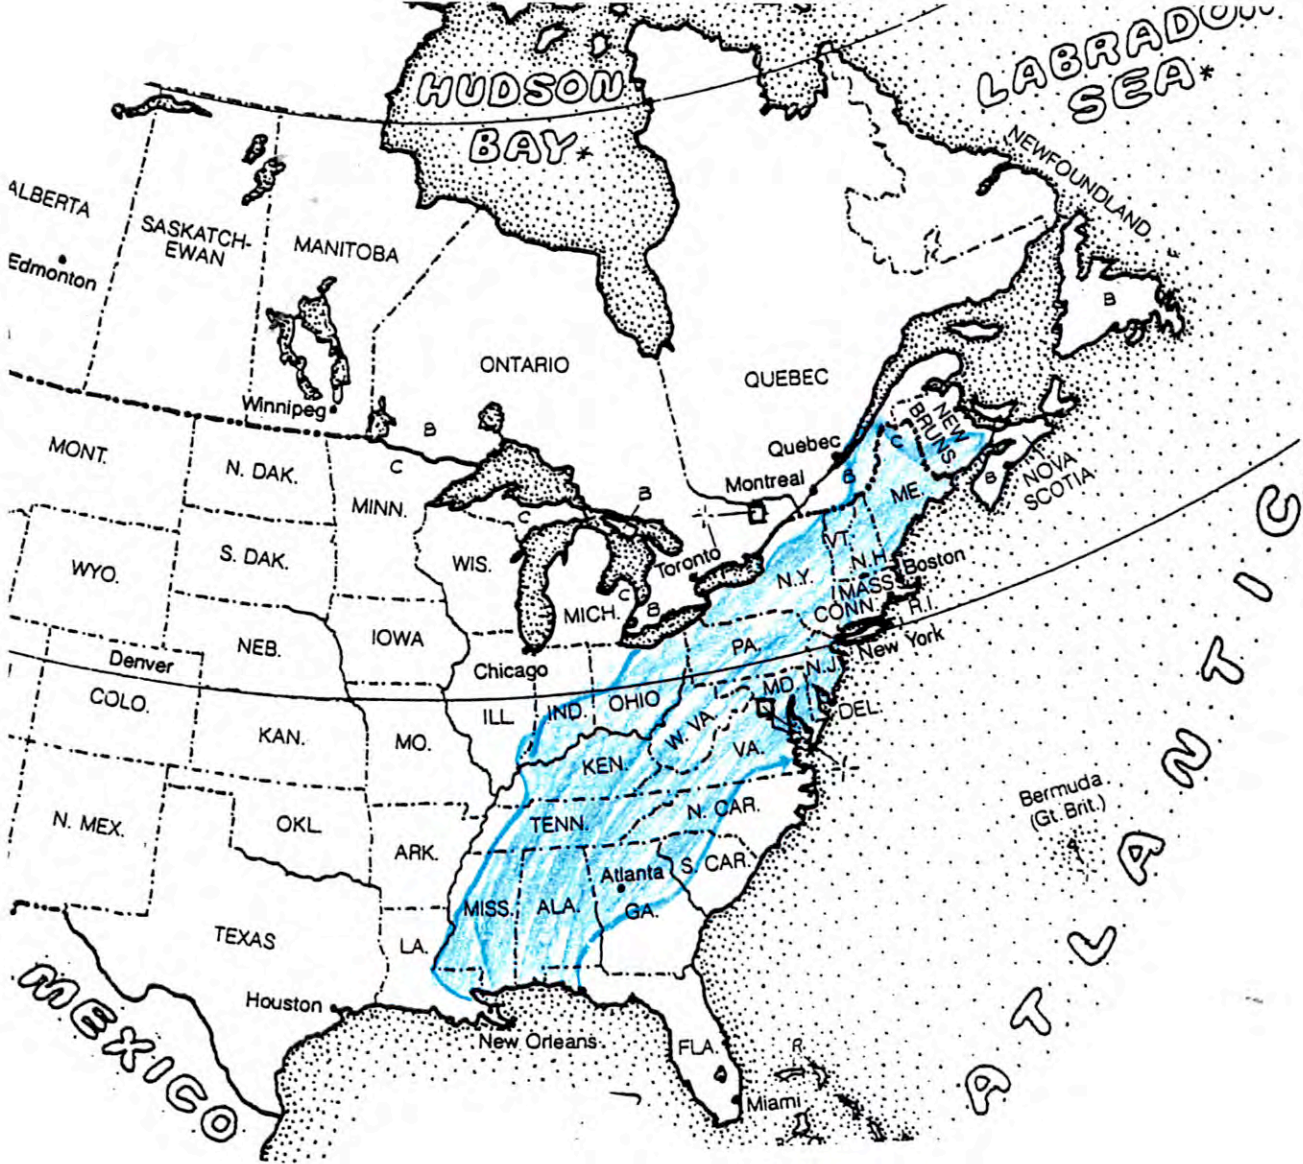 LABRADOR
SEA*
HUDSON
BAY*
NEWFOUNDLAND
F
ALBERTA
SASKATCH-
EWAN
MANITOBA
Edmonton
B
ONTARIO
QUEBEC
Winnipeg
B
NEW
BRUNS.
C
Quebec
MONT.
N. DAK.
C
MINN.
B
Montreal
B
ME.
B
NOVA
SCOTIA
C
WYO.
S. DAK.
WIS.
Toronto
VT.
N.H.
Boston
N.Y.
MASS.
MICH.
C
B
CONN.
R.I.
NEB.
IOWA
PA.
New York
Denver
Chicago
N.J.
COLO.
ILL.
IND.
OHIO
MD.
DEL.
KAN.
MO.
W. VA.
VA.
KEN.
N. MEX.
OKL.
ARK.
TENN.
N. CAR.
Bermuda
(Gt. Brit.)
S. CAR.
Atlanta
MISS.
ALA.
GA.
TEXAS
LA.
MEXICO
Houston
New Orleans
FLA.
R
Miami
ATLANTIC